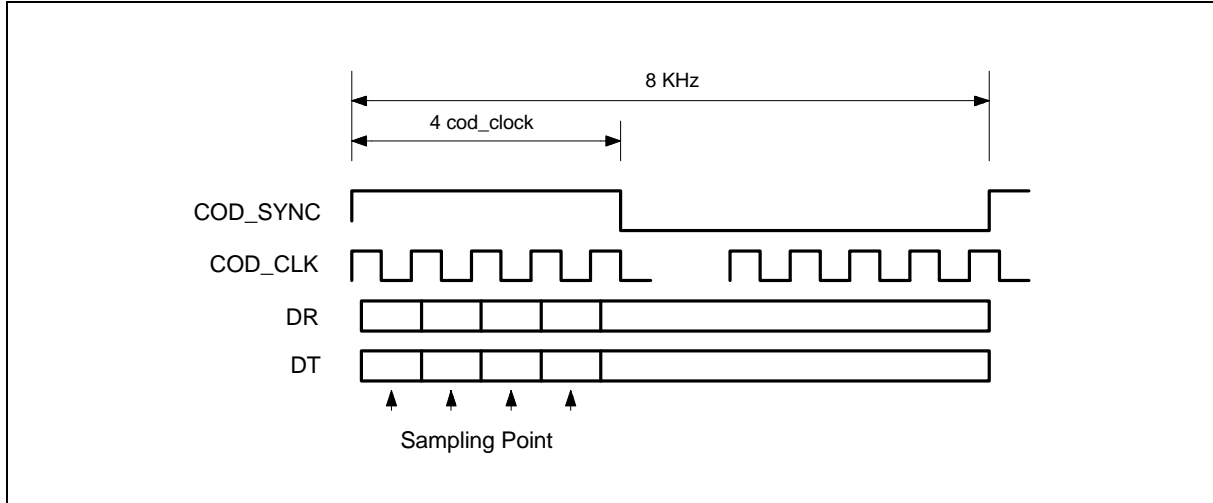 8 KHz
4 cod_clock
COD_SYNC
COD_CLK
DR
DT
Sampling Point